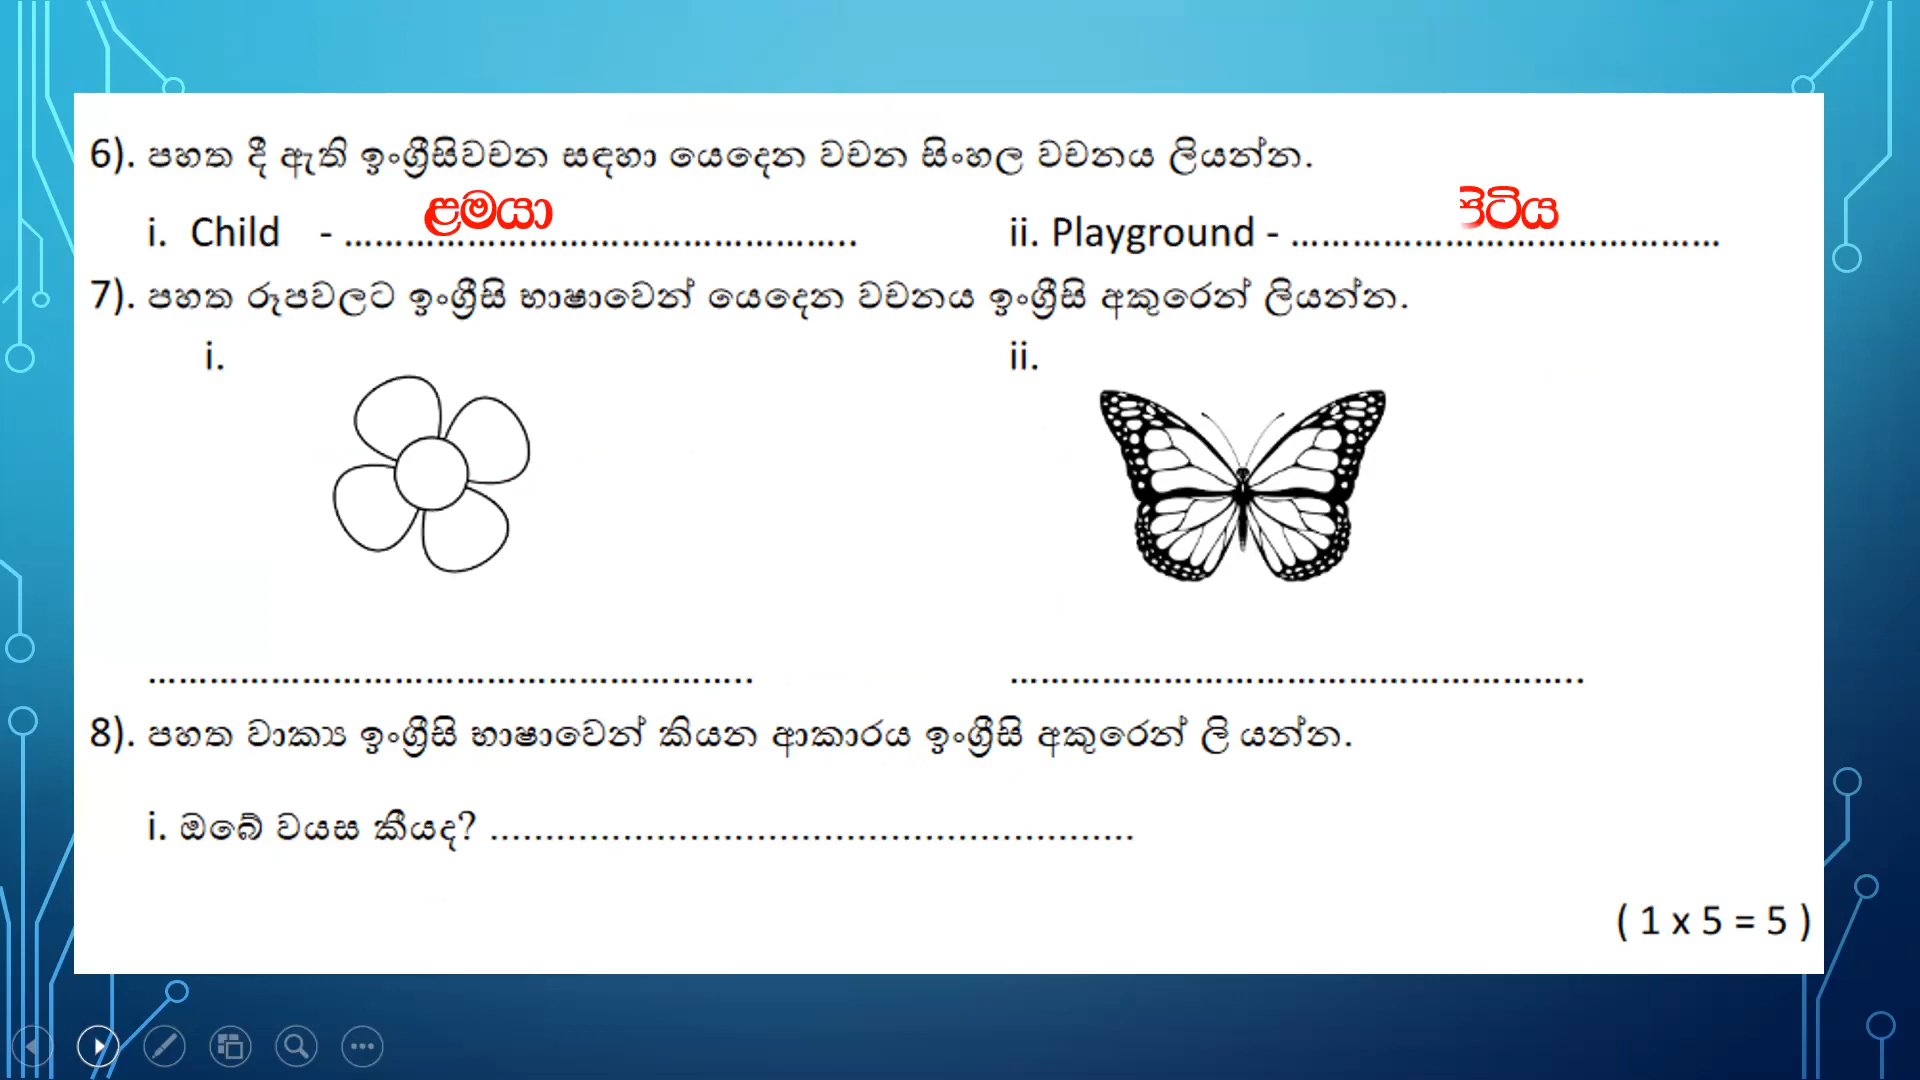 6). පහත දී ඇති ඉංග්‍රීසිවචන සඳහා යෙදෙන වචන සිංහල වචනය ලියන්න.
i. Child - ළමයා ................................................ ii. Playground - පිටිය ..........................................
7). පහත රූපවලට ඉංග්‍රීසි භාෂාවෙන් යෙදෙන වචනය ඉංග්‍රීසි අකුරෙන් ලියන්න.
i. ii.
............................................................ ............................................................
8). පහත වාක්‍ය ඉංග්‍රීසි භාෂාවෙන් කියන ආකාරය ඉංග්‍රීසි අකුරෙන් ලි යන්න.
i. ඔබේ වයස කීයද? ............................................................
( 1 x 5 = 5 )